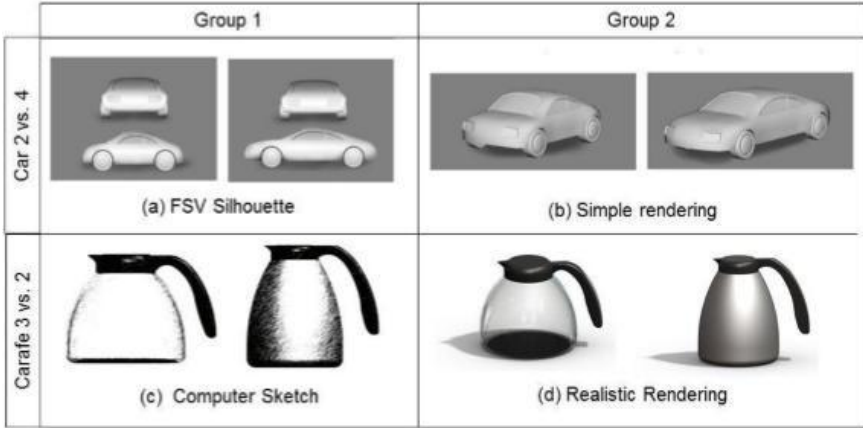 Group 1
Group 2
Car 2 vs. 4
(a) FSV Silhouette
(b) Simple rendering
Carafe 3 vs. 2
(c) Computer Sketch
(d) Realistic Rendering